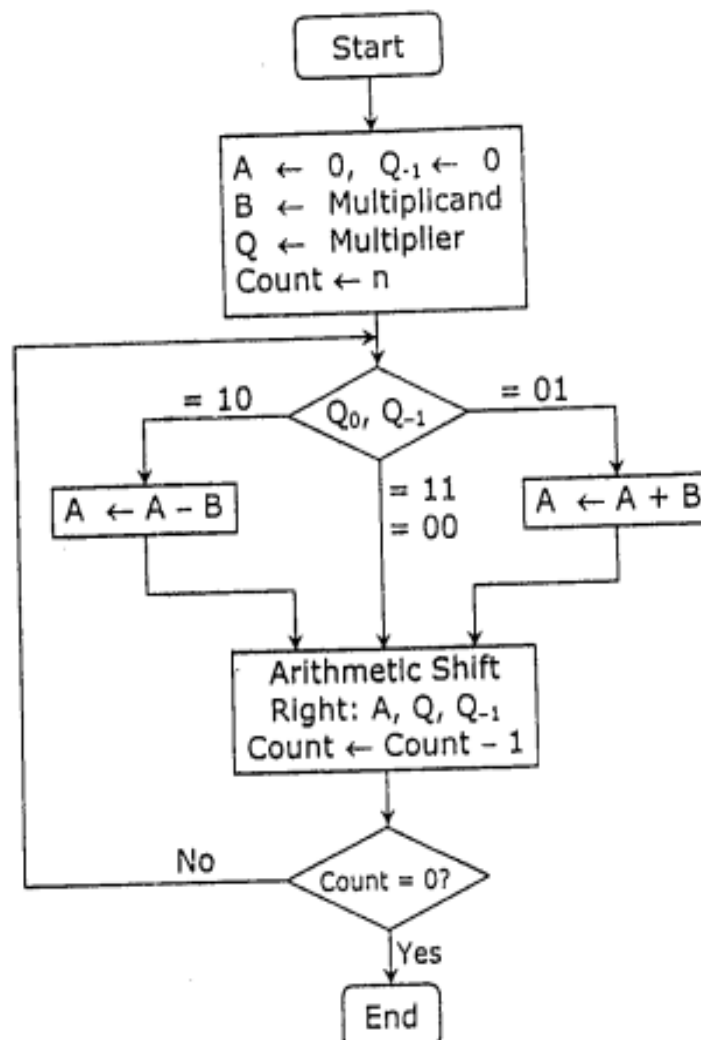 Start
A ← 0, Q₋₁ ← 0
B ← Multiplicand
Q ← Multiplier
Count ← n
= 10
Q₀, Q₋₁
= 01
A ← A – B
= 11
= 00
A ← A + B
Arithmetic Shift
Right: A, Q, Q₋₁
Count ← Count – 1
No
Count = 0?
Yes
End